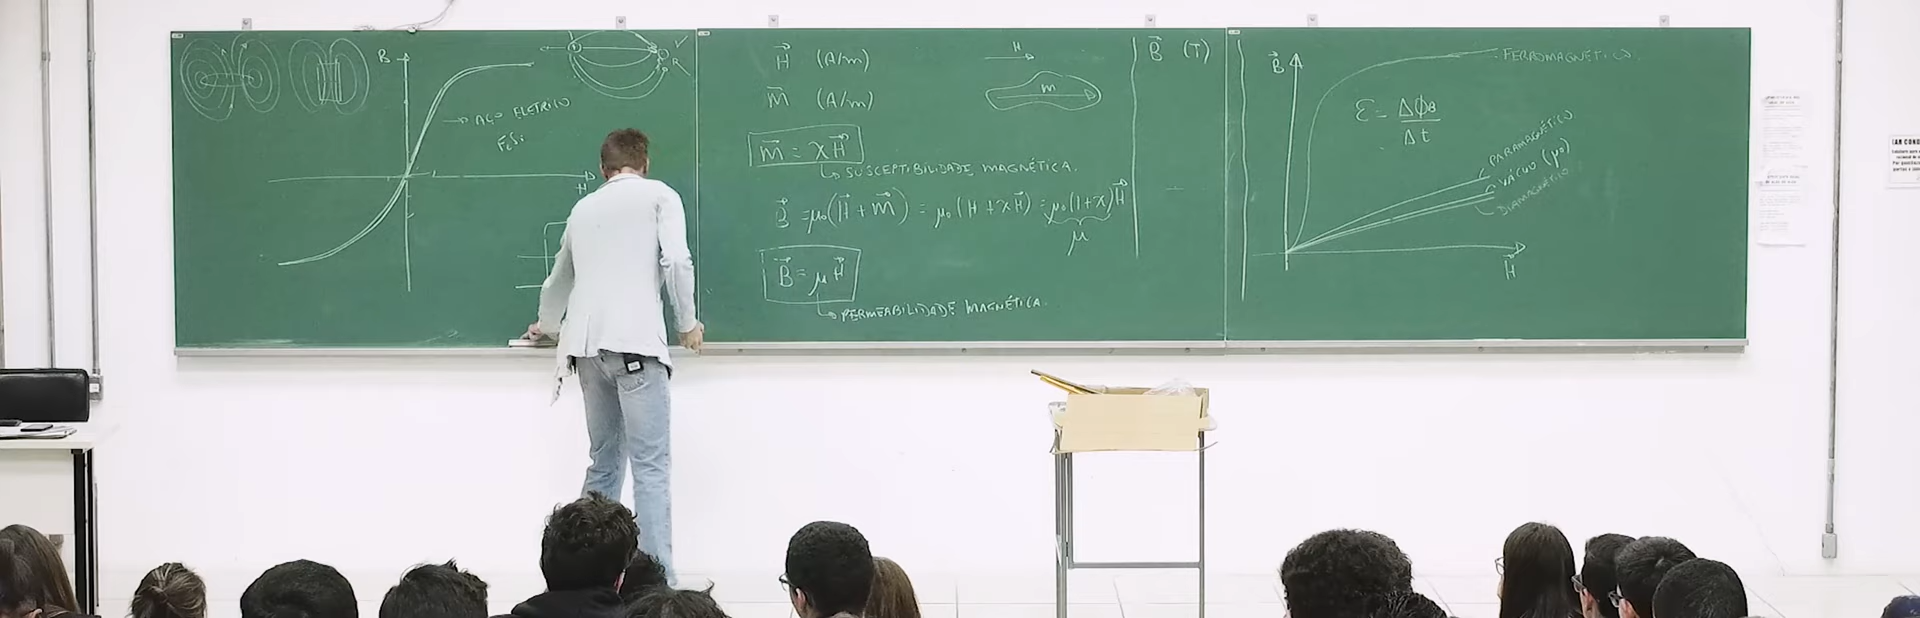 B
AÇO ELÉTRICO
FeSi
H
R
H⃗ (A/m)
H
M⃗ (A/m)
m
M⃗ = χH⃗
SUSCEPTIBILIDADE MAGNÉTICA.
B⃗ = μ₀(H⃗ + M⃗) = μ₀(H + χH) = μ₀(1+χ)H⃗
μ
B⃗ = μH⃗
PERMEABILIDADE MAGNÉTICA.
B⃗ (T)
B⃗
FERROMAGNÉTICO
ε = ΔϕB
Δt
PARAMAGNÉTICO
VÁCUO (μ₀)
DIAMAGNÉTICO
H⃗